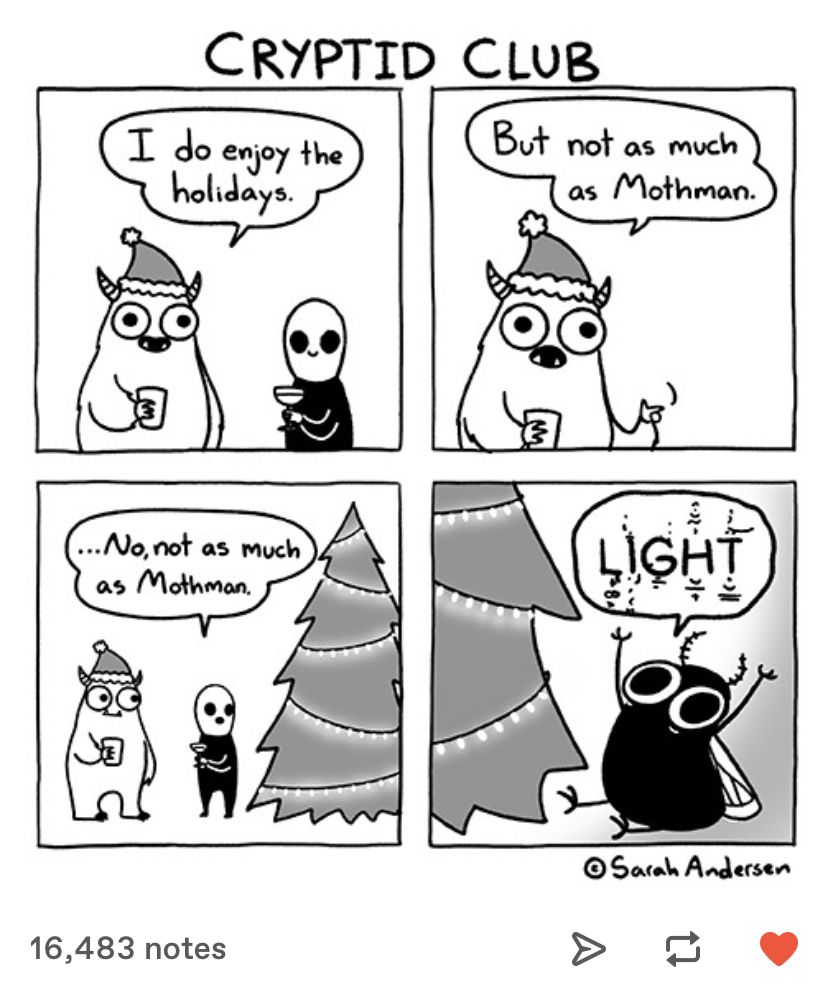 CRYPTID CLUB
I do enjoy the
holidays.
But not as much
as Mothman.
...No, not as much
as Mothman.
LIGHT
©Sarah Andersen
16,483 notes